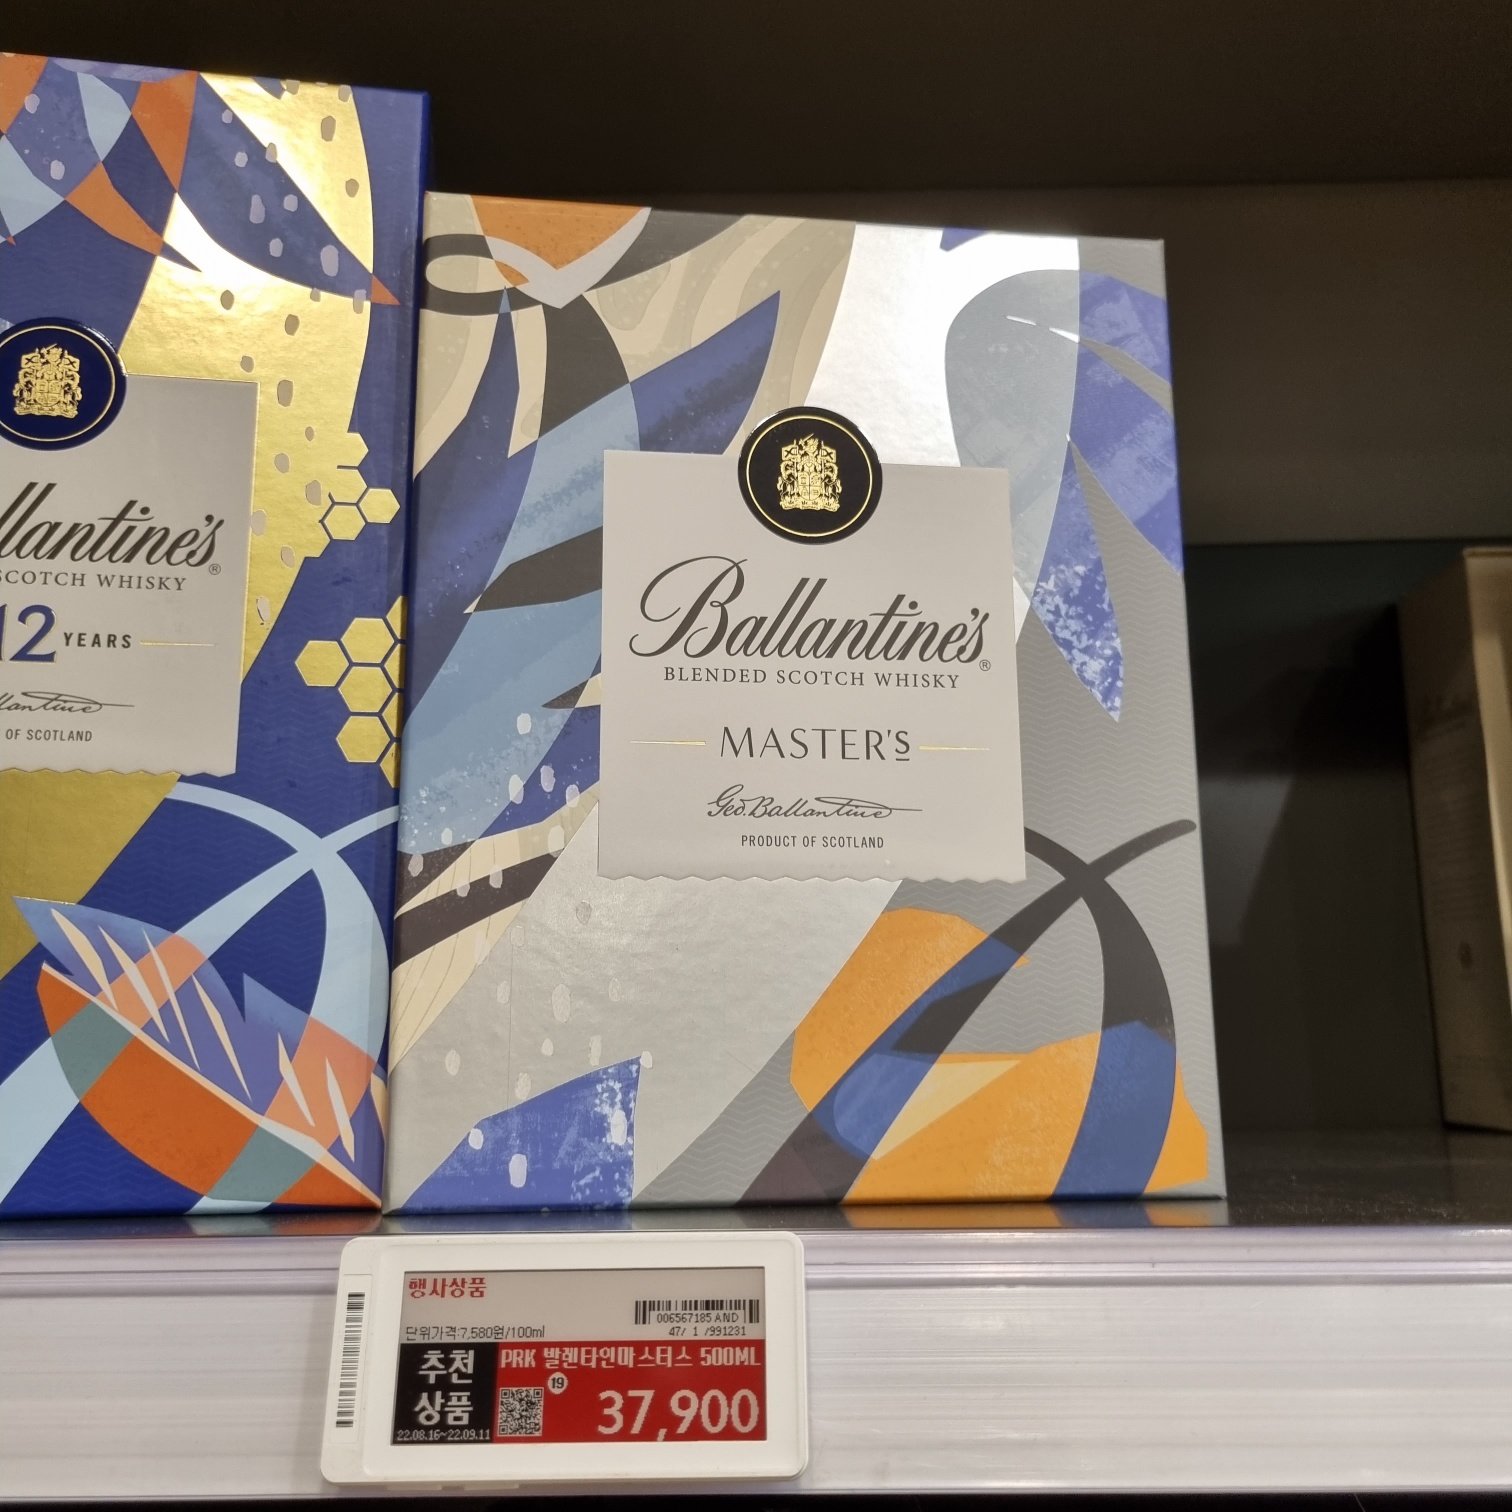 llantine's®
SCOTCH WHISKY
12 YEARS
OF SCOTLAND
Ballantine's®
BLENDED SCOTCH WHISKY
MASTER'S
Geo. Ballantine
PRODUCT OF SCOTLAND
행사상품
006567185 AND
단위가격:7,580원/100ml
47/ 1 /991231
추천
상품
22.08.16~22.09.11
PRK 발렌타인마스터스 500ML
19
37,900